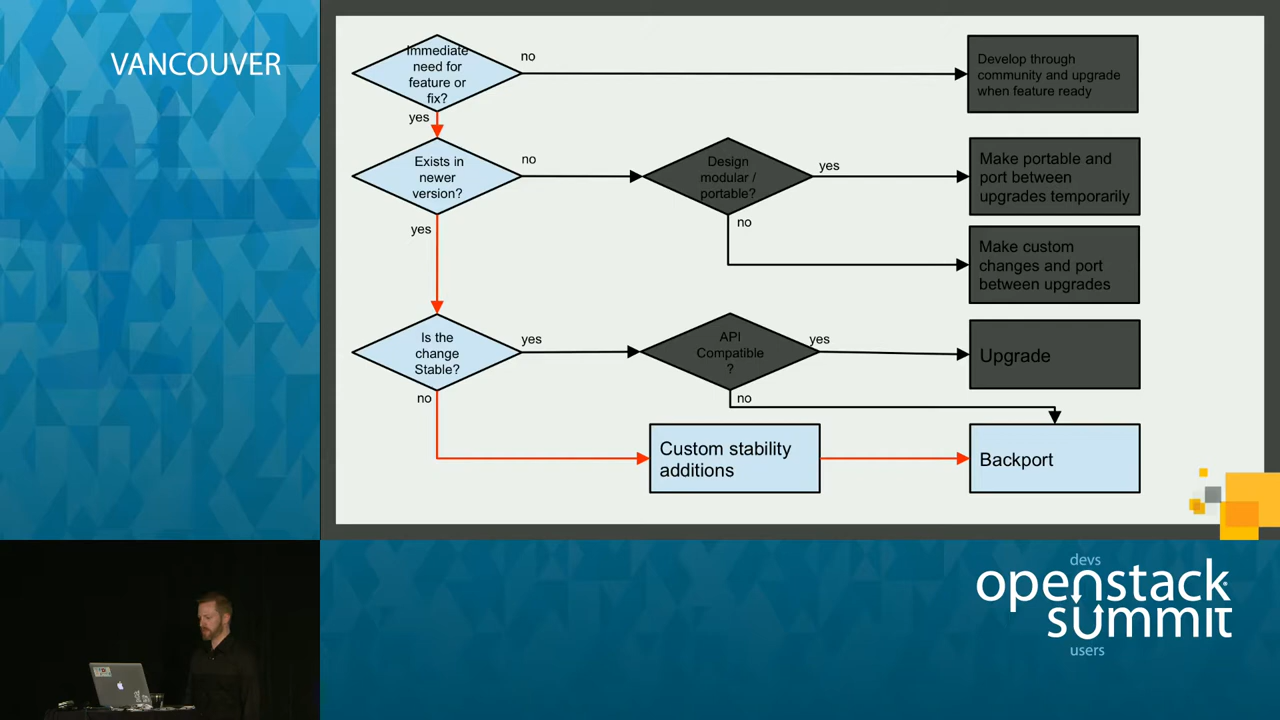 VANCOUVER
Immediate
need for
feature or
fix?
no
Develop through
community and upgrade
when feature ready
yes
Exists in
newer
version?
no
Design
modular /
portable?
yes
Make portable and
port between
upgrades temporarily
no
Make custom
changes and port
between upgrades
yes
Is the
change
Stable?
yes
API
Compatible
?
yes
Upgrade
no
no
Custom stability
additions
Backport
devs
openstack
summit
users